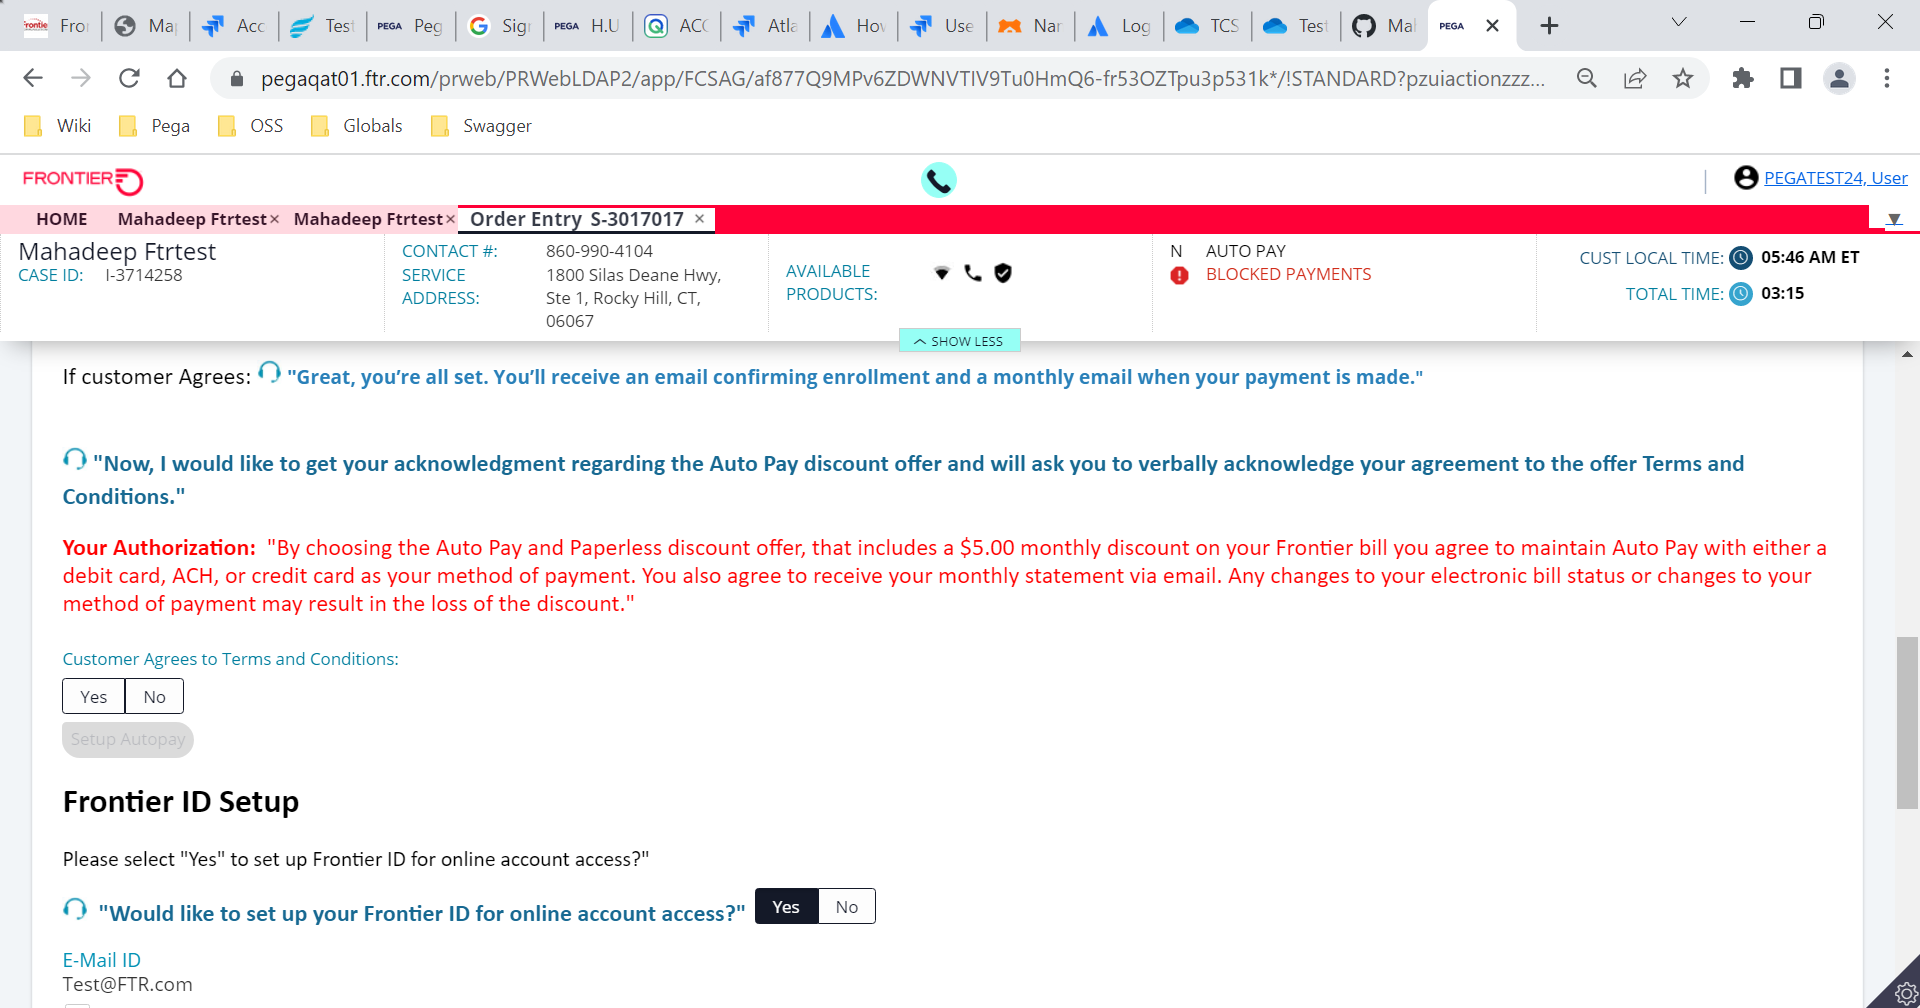 Fro
Ma
Acc
Test
PEGA Peg
Sig
PEGA H.U
ACC
Atla
Hov
Use
Nar
Log
TCS
Test
Ma
PEGA
pegaqat01.ftr.com/prweb/PRWebLDAP2/app/FCSAG/af877Q9MPv6ZDWNVTIV9Tu0HmQ6-fr53OZTpu3p531k*/!STANDARD?pzuiactionzzz...
Wiki Pega OSS Globals Swagger
FRONTIER
PEGATEST24, User
HOME Mahadeep Ftrtest× Mahadeep Ftrtest× Order Entry S-3017017 ×
Mahadeep Ftrtest
CASE ID: I-3714258
CONTACT #: 860-990-4104
SERVICE ADDRESS: 1800 Silas Deane Hwy,
Ste 1, Rocky Hill, CT,
06067
AVAILABLE
PRODUCTS:
N AUTO PAY
BLOCKED PAYMENTS
CUST LOCAL TIME: 05:46 AM ET
TOTAL TIME: 03:15
SHOW LESS
If customer Agrees: "Great, you’re all set. You’ll receive an email confirming enrollment and a monthly email when your payment is made."
"Now, I would like to get your acknowledgment regarding the Auto Pay discount offer and will ask you to verbally acknowledge your agreement to the offer Terms and
Conditions."
Your Authorization: "By choosing the Auto Pay and Paperless discount offer, that includes a $5.00 monthly discount on your Frontier bill you agree to maintain Auto Pay with either a
debit card, ACH, or credit card as your method of payment. You also agree to receive your monthly statement via email. Any changes to your electronic bill status or changes to your
method of payment may result in the loss of the discount."
Customer Agrees to Terms and Conditions:
Yes No
Setup Autopay
Frontier ID Setup
Please select "Yes" to set up Frontier ID for online account access?"
"Would like to set up your Frontier ID for online account access?" Yes No
E-Mail ID
Test@FTR.com